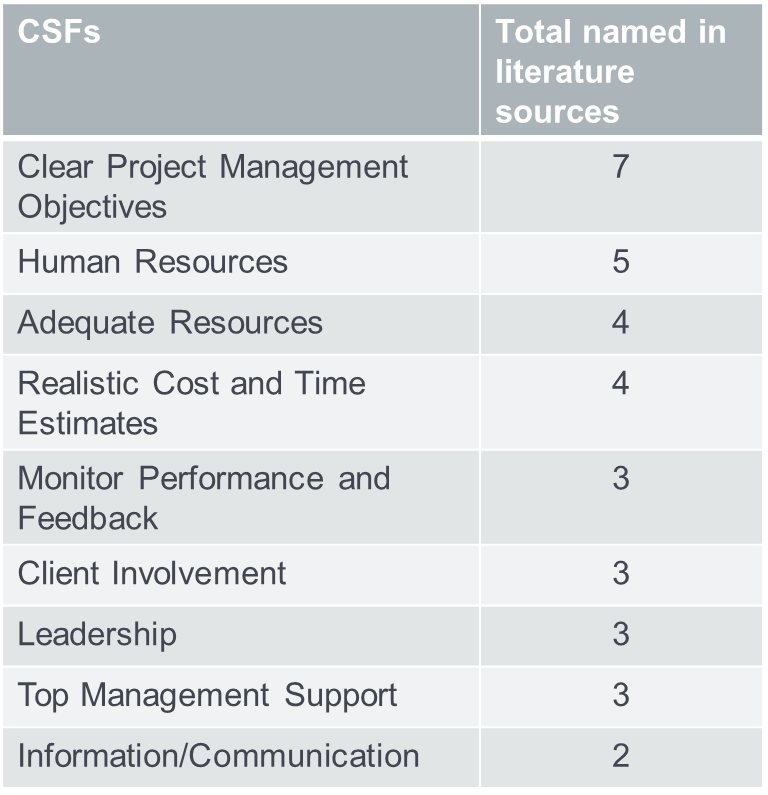 CSFs
Total named in
literature
sources
Clear Project Management
Objectives
7
Human Resources
5
Adequate Resources
4
Realistic Cost and Time
Estimates
4
Monitor Performance and
Feedback
3
Client Involvement
3
Leadership
3
Top Management Support
3
Information/Communication
2